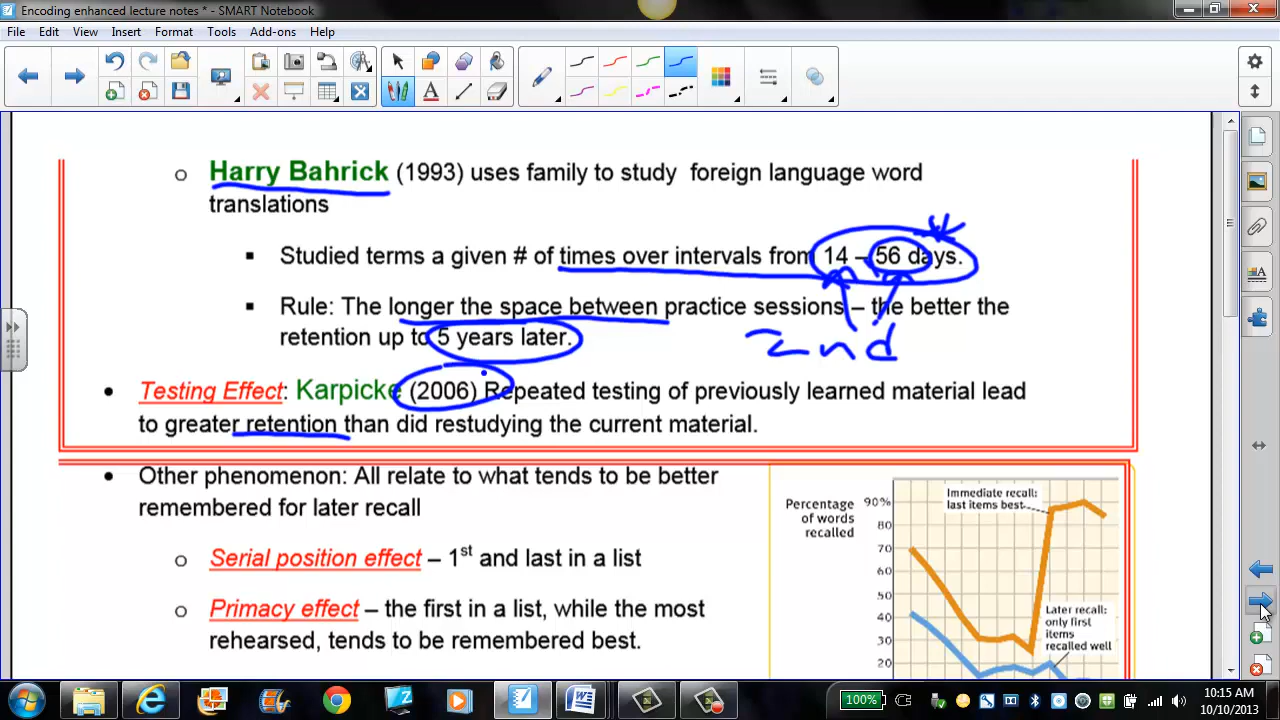 Encoding enhanced lecture notes * - SMART Notebook
File Edit View Insert Format Tools Add-ons Help
o Harry Bahrick (1993) uses family to study foreign language word
translations
▪ Studied terms a given # of times over intervals from 14 – 56 days.
▪ Rule: The longer the space between practice sessions – the better the
retention up to 5 years later.
2nd
• Testing Effect: Karpicke (2006) Repeated testing of previously learned material lead
to greater retention than did restudying the current material.
• Other phenomenon: All relate to what tends to be better
remembered for later recall
o Serial position effect – 1st and last in a list
o Primacy effect – the first in a list, while the most
rehearsed, tends to be remembered best.
Percentage
of words
recalled
90%
80
70
60
50
40
30
20
Immediate recall:
last items best
Later recall:
only first
items
recalled well
100%
10:15 AM
10/10/2013